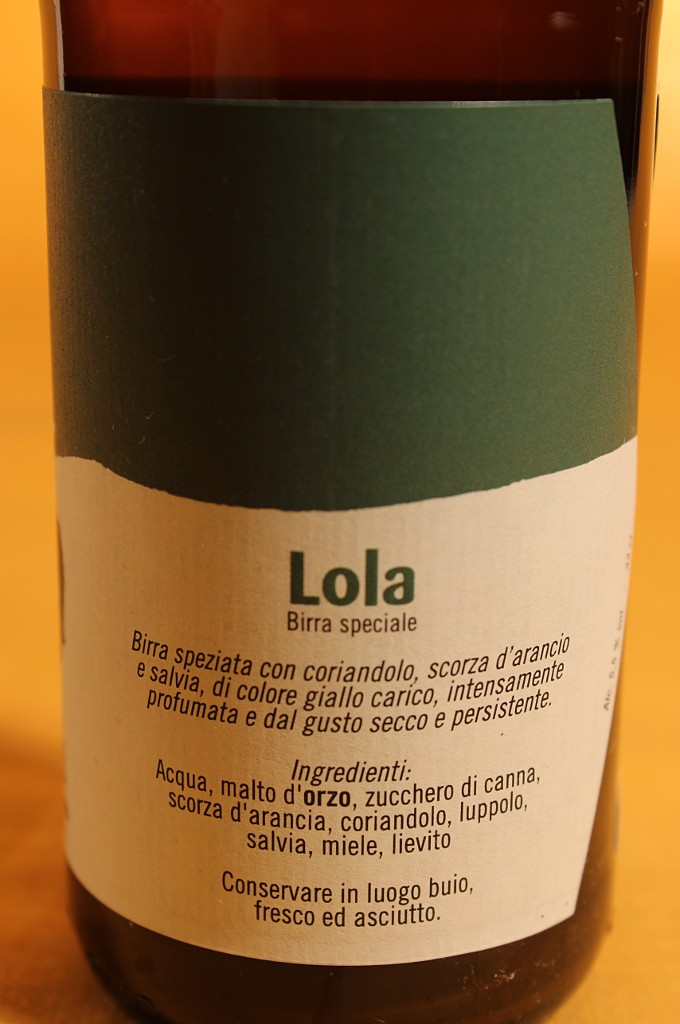 Lola
Birra speciale
Birra speziata con coriandolo, scorza d'arancio
e salvia, di colore giallo carico, intensamente
profumata e dal gusto secco e persistente.
Ingredienti:
Acqua, malto d'orzo, zucchero di canna,
scorza d'arancia, coriandolo, luppolo,
salvia, miele, lievito
Conservare in luogo buio,
fresco ed asciutto.